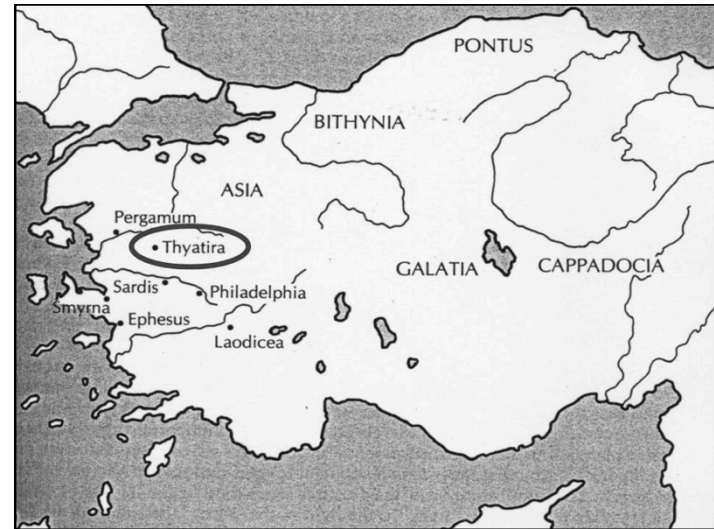 PONTUS
BITHYNIA
ASIA
Pergamum
Thyatira
GALATIA
CAPPADOCIA
Sardis
Philadelphia
Smyrna
Ephesus
Laodicea